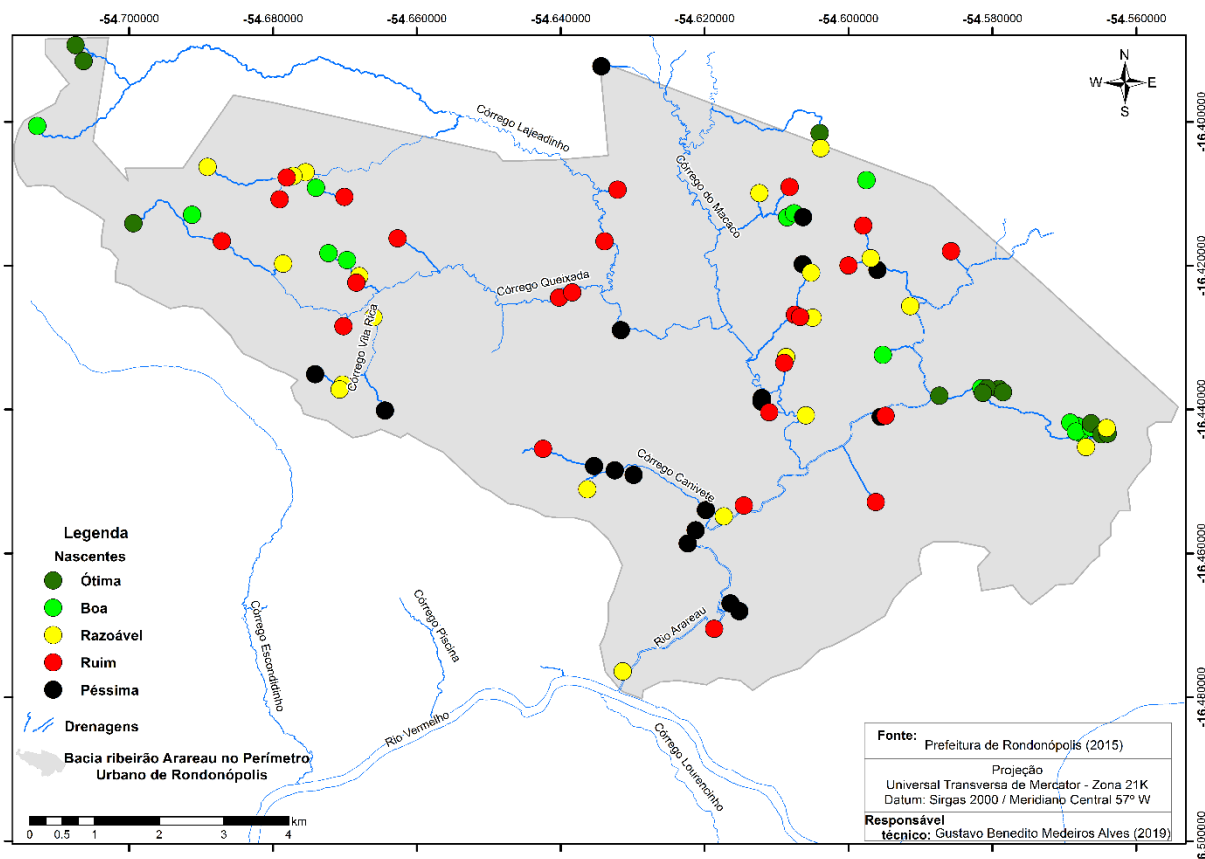 -54.700000 -54.680000 -54.660000 -54.640000 -54.620000 -54.600000 -54.580000 -54.560000
N
W E
S
-16.400000
-16.420000
-16.440000
-16.460000
-16.480000
Córrego Lajeadinho
Córrego do Macaco
Córrego Queixada
Córrego Vila Rica
Córrego Canivete
Rio Arareau
Córrego Escondidinho
Córrego Piscina
Rio Vermelho
Córrego Lourencinho
Legenda
Nascentes
Ótima
Boa
Razoável
Ruim
Péssima
Drenagens
Bacia ribeirão Arareau no Perímetro
Urbano de Rondonópolis
0 0.5 1 2 3 4
km
Fonte: Prefeitura de Rondonópolis (2015)
Projeção
Universal Transversa de Mercator - Zona 21K
Datum: Sirgas 2000 / Meridiano Central 57º W
Responsável
técnico: Gustavo Benedito Medeiros Alves (2019)